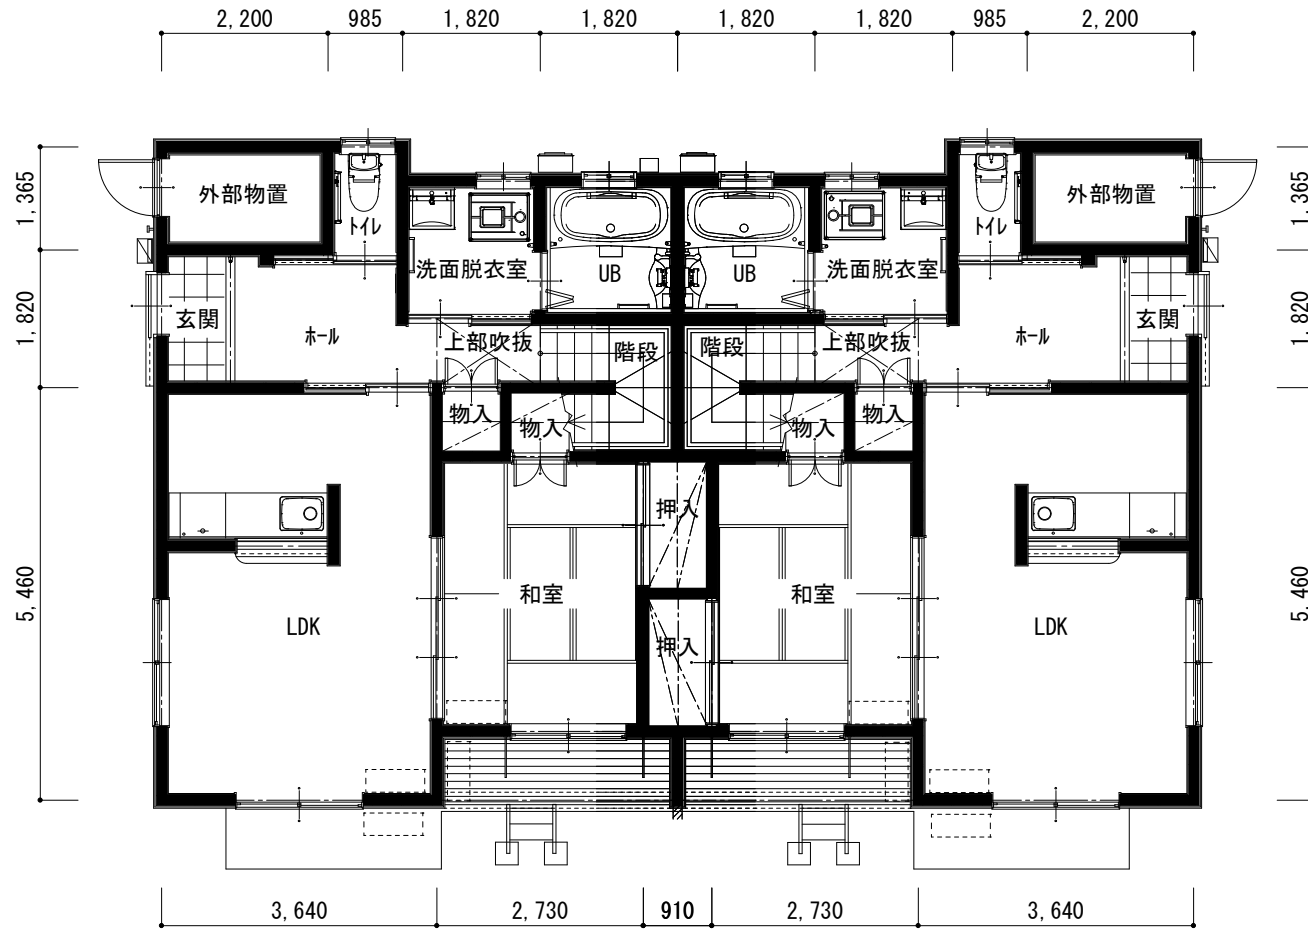 2,200 985 1,820 1,820 1,820 1,820 985 2,200
1,365
1,820
5,460
外部物置 トイレ 洗面脱衣室 UB UB 洗面脱衣室 トイレ 外部物置
玄関 ホール 上部吹抜 階段 階段 上部吹抜 ホール 玄関
物入 物入 物入 物入
押入
和室 和室
LDK LDK
押入
1,365
1,820
5,460
3,640 2,730 910 2,730 3,640